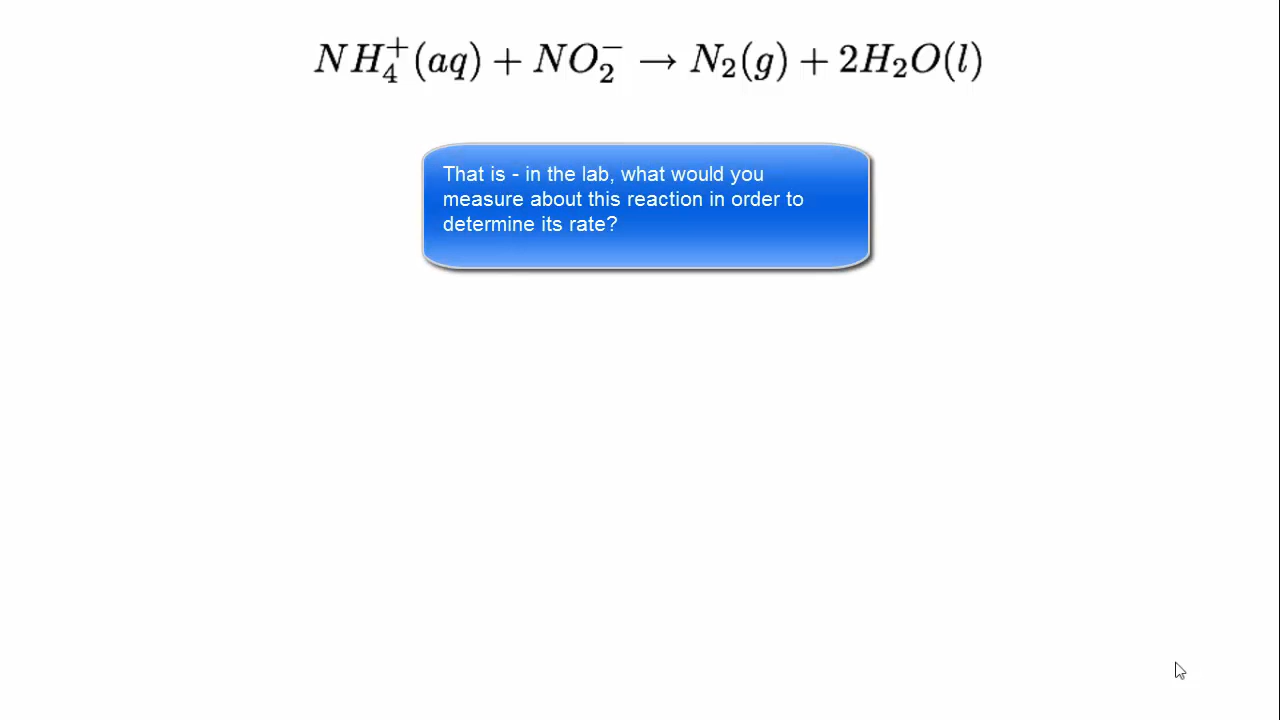 NH₄⁺(aq) + NO₂⁻ → N₂(g) + 2H₂O(l)
That is - in the lab, what would you
measure about this reaction in order to
determine its rate?